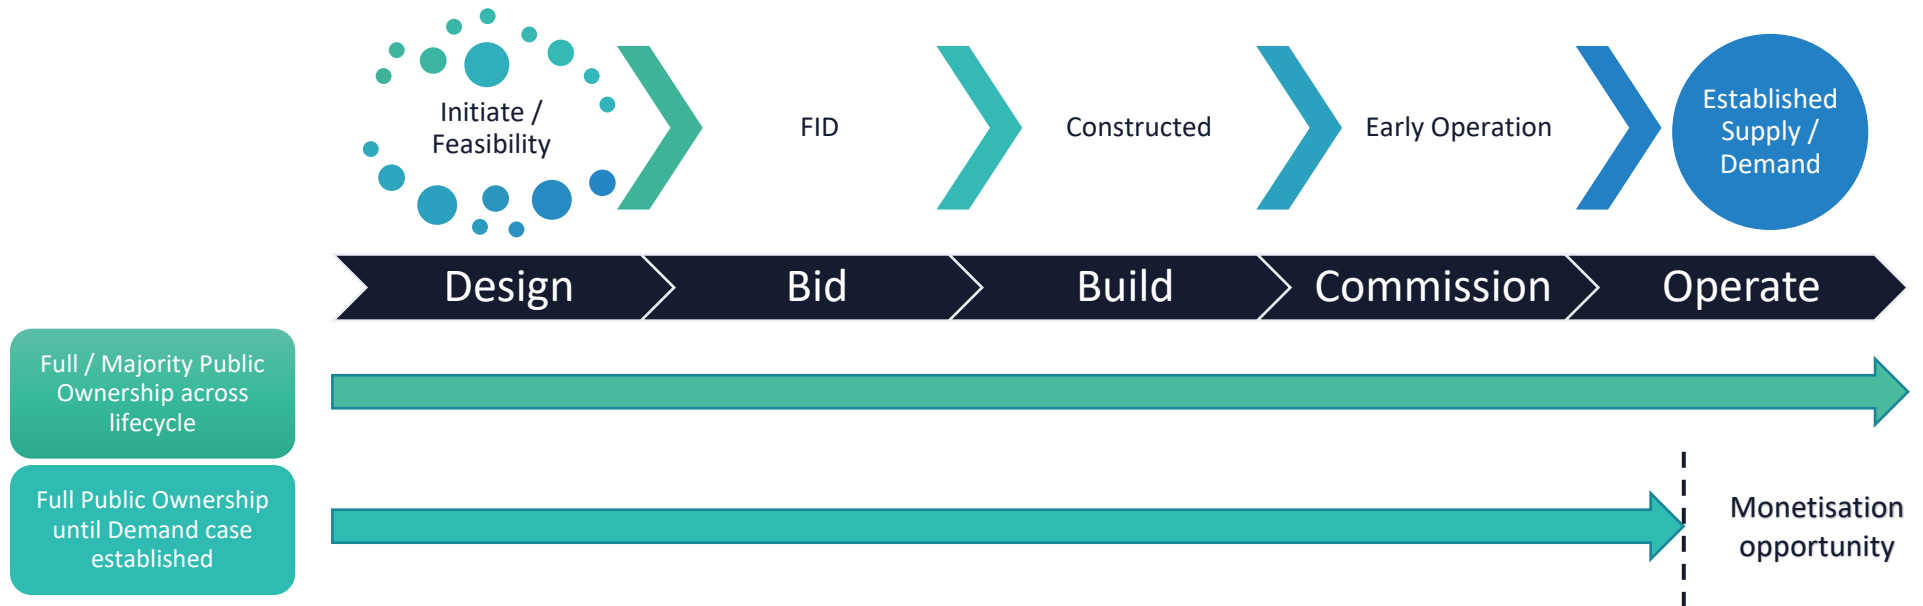 Initiate /
Feasibility
FID
Constructed
Early Operation
Established
Supply /
Demand
Design
Bid
Build
Commission
Operate
Full / Majority Public
Ownership across
lifecycle
Full Public Ownership
until Demand case
established
Monetisation
opportunity